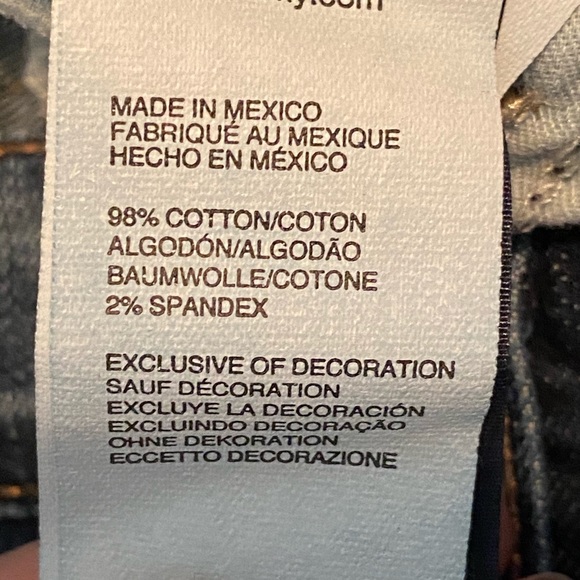 MADE IN MEXICO
FABRIQUÉ AU MEXIQUE
HECHO EN MÉXICO
98% COTTON/COTON
ALGODÓN/ALGODÃO
BAUMWOLLE/COTONE
2% SPANDEX
EXCLUSIVE OF DECORATION
SAUF DÉCORATION
EXCLUYE LA DECORACIÓN
EXCLUINDO DECORAÇÃO
OHNE DEKORATION
ECCETTO DECORAZIONE